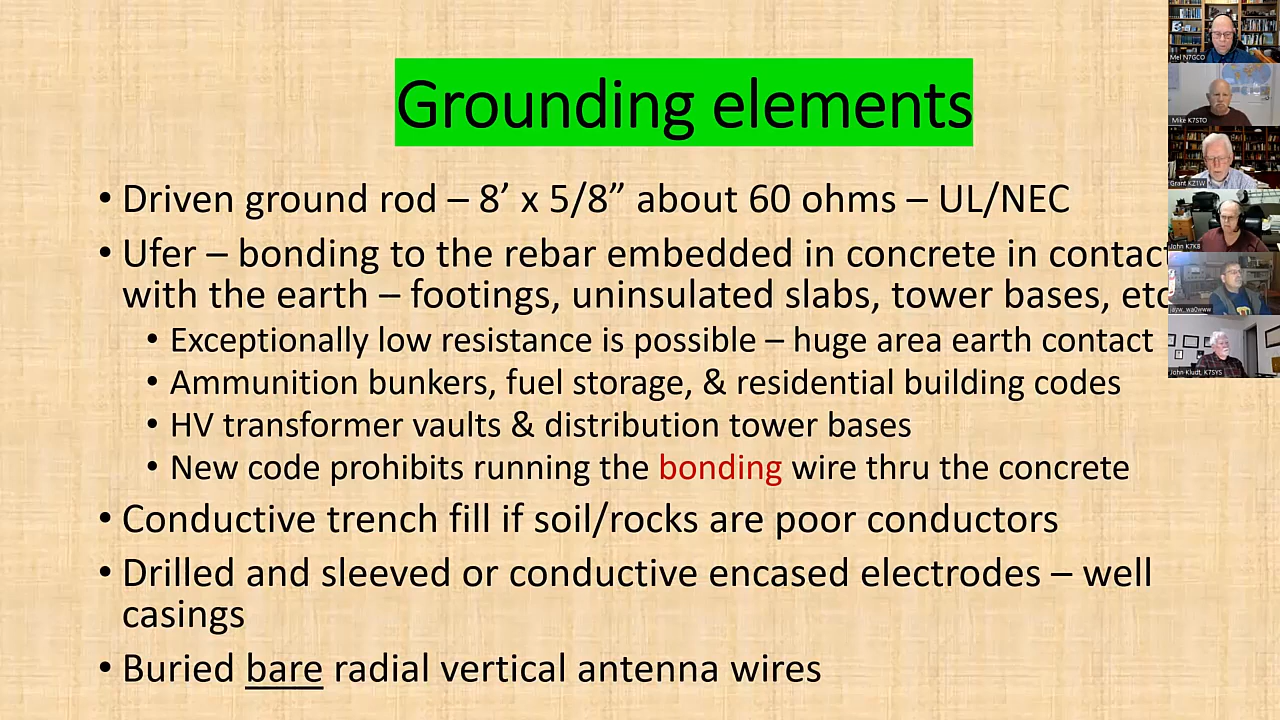 Grounding elements
• Driven ground rod – 8’ x 5/8” about 60 ohms – UL/NEC
• Ufer – bonding to the rebar embedded in concrete in contact
with the earth – footings, uninsulated slabs, tower bases, etc
• Exceptionally low resistance is possible – huge area earth contact
• Ammunition bunkers, fuel storage, & residential building codes
• HV transformer vaults & distribution tower bases
• New code prohibits running the bonding wire thru the concrete
• Conductive trench fill if soil/rocks are poor conductors
• Drilled and sleeved or conductive encased electrodes – well
casings
• Buried bare radial vertical antenna wires
Mel N7GCO
Mike K7STO
Grant KZ1W
John K7KB
jayw_wa0www
John Kludt, K7SYS